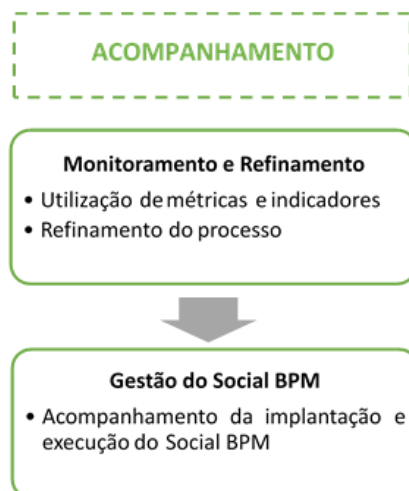 ACOMPANHAMENTO
Monitoramento e Refinamento
• Utilização de métricas e indicadores
• Refinamento do processo
Gestão do Social BPM
• Acompanhamento da implantação e
execução do Social BPM